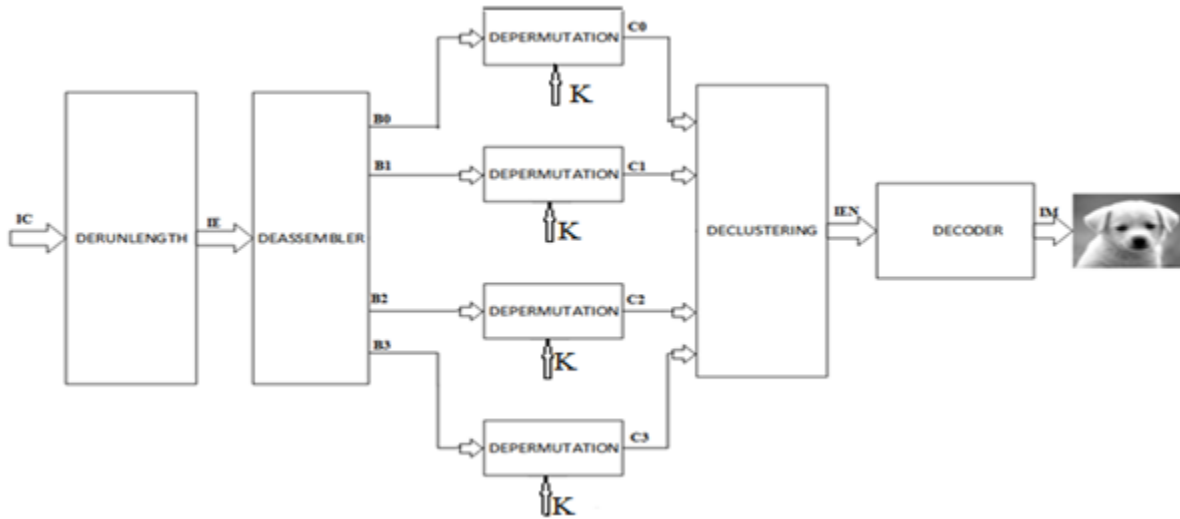 DEPERMUTATION
C0
K
B0
B1
DEPERMUTATION
C1
K
IC
DERUNLENGTH
IE
DEASSEMBLER
DECLUSTERING
IEN
DECODER
IM
B2
DEPERMUTATION
C2
K
B3
DEPERMUTATION
C3
K